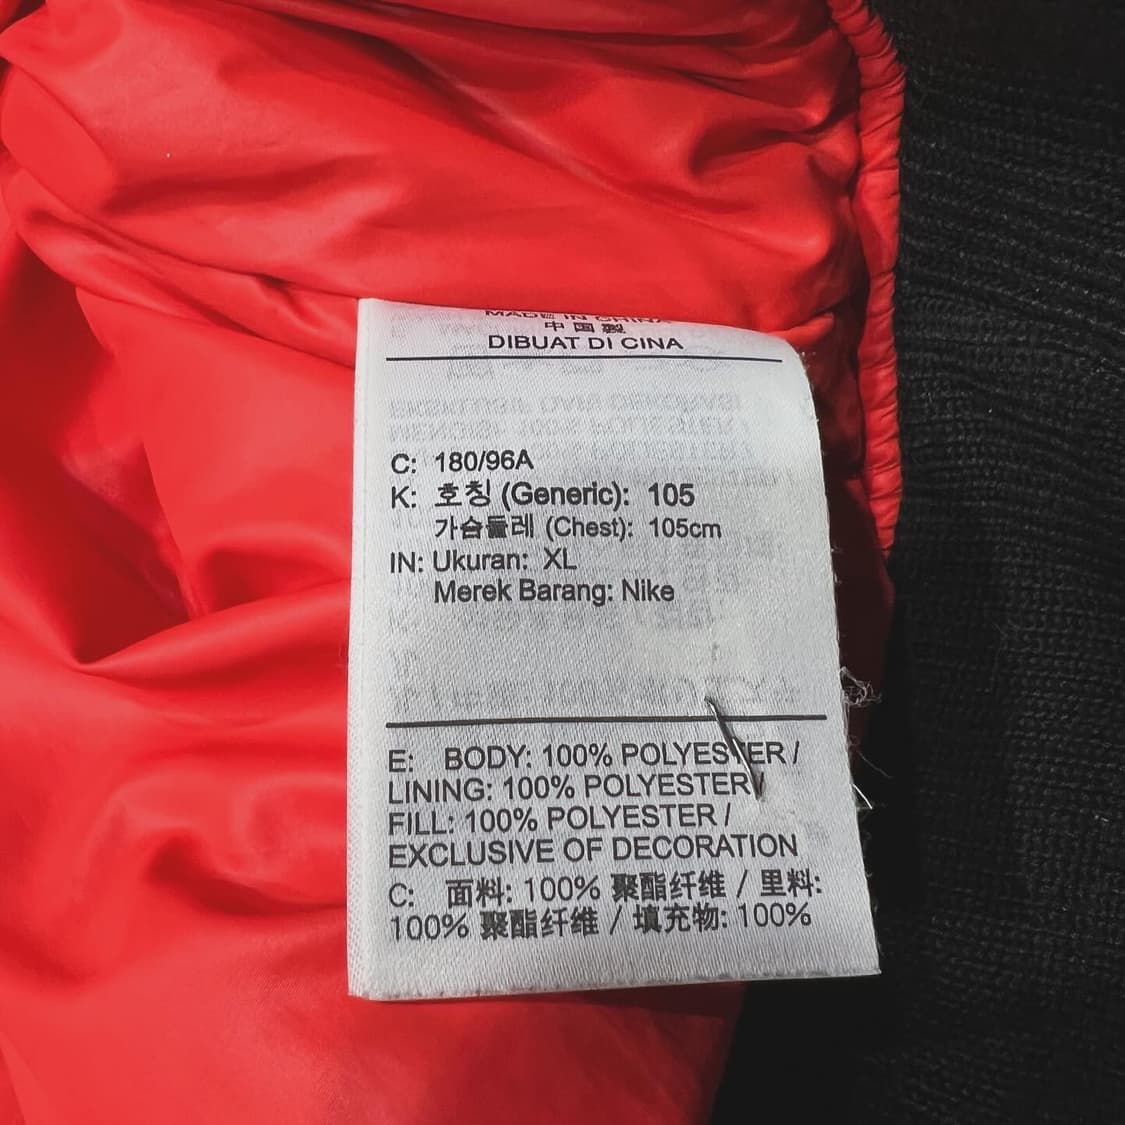 MADE IN CHINA
中国製
DIBUAT DI CINA
C: 180/96A
K: 호칭 (Generic): 105
가슴둘레 (Chest): 105cm
IN: Ukuran: XL
Merek Barang: Nike
E: BODY: 100% POLYESTER /
LINING: 100% POLYESTER/
FILL: 100% POLYESTER /
EXCLUSIVE OF DECORATION
C: 面料: 100% 聚酯纤维 / 里料:
100% 聚酯纤维 / 填充物: 100%